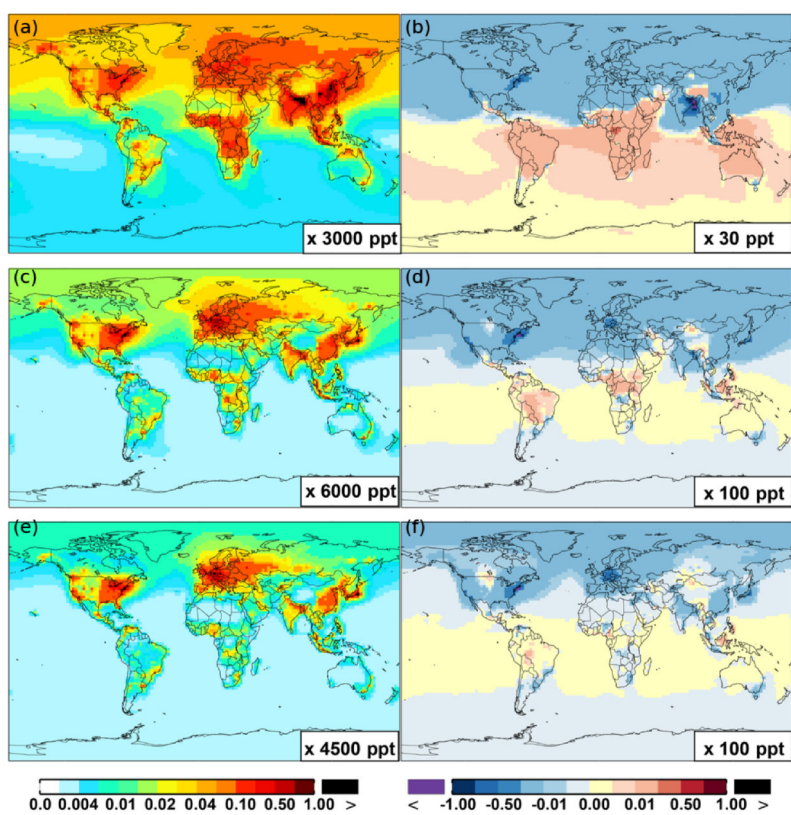 (a) (b)
x 3000 ppt x 30 ppt
(c) (d)
x 6000 ppt x 100 ppt
(e) (f)
x 4500 ppt x 100 ppt
0.0 0.004 0.01 0.02 0.04 0.10 0.50 1.00 > < -1.00 -0.50 -0.01 0.00 0.01 0.50 1.00 >